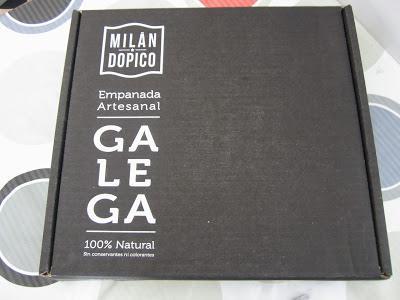 MILÁN
DOPICO
Empanada
Artesanal
GA
LE
GA
100% Natural
Sin conservantes ni colorantes